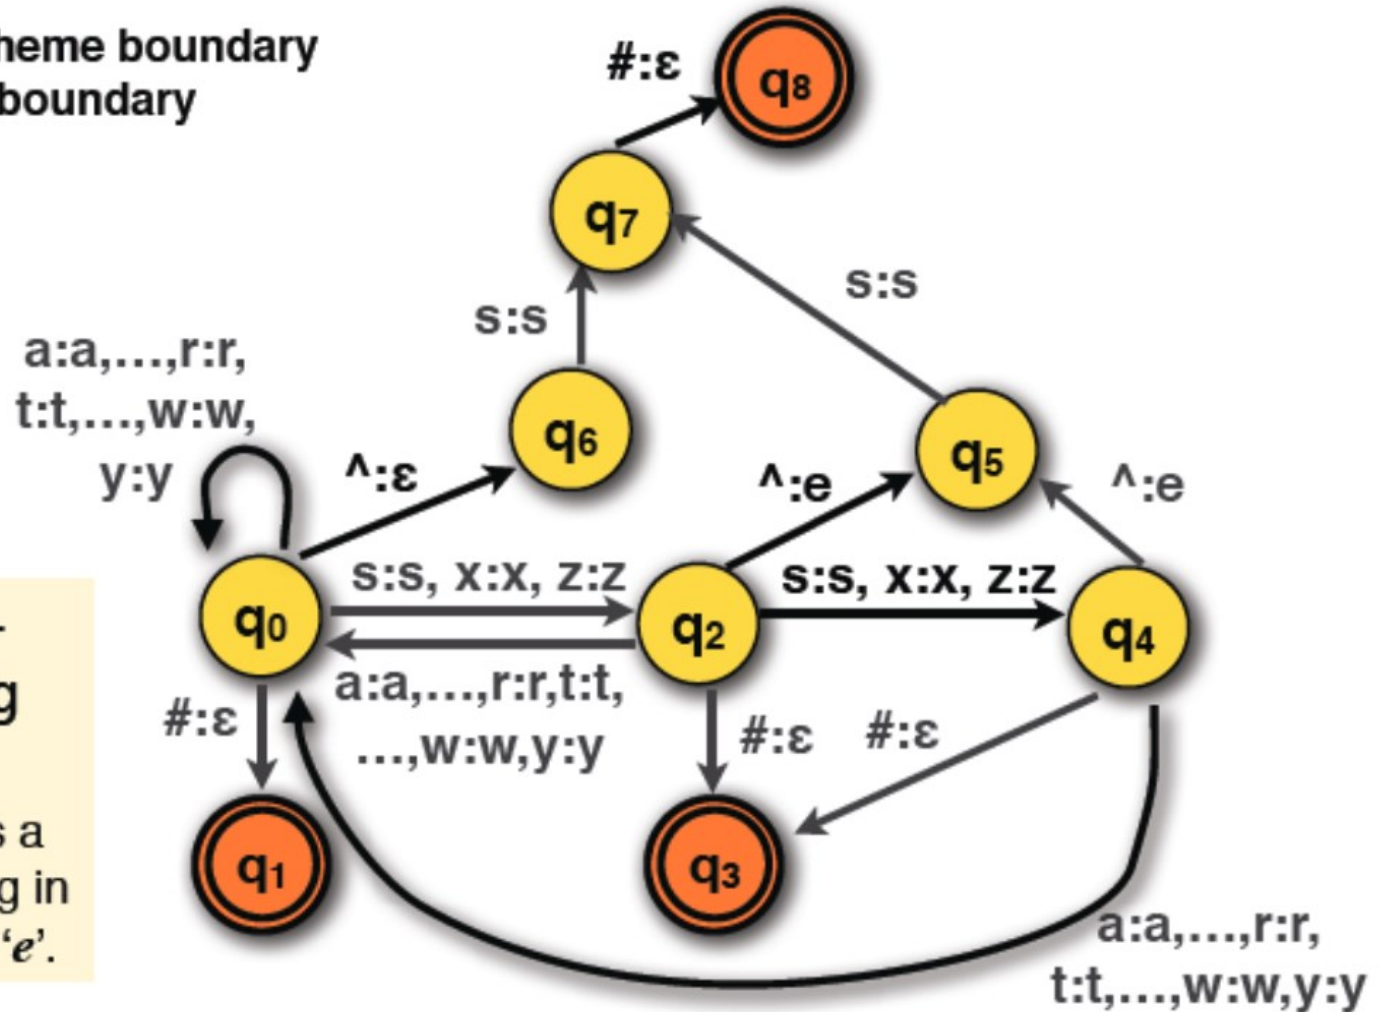 heme boundary
boundary
#:ε
q8
q7
s:s
s:s
a:a,…,r:r,
t:t,…,w:w,
y:y
^:ε
q6
^:e
q5
^:e
q0
s:s, x:x, z:z
q2
s:s, x:x, z:z
q4
a:a,…,r:r,t:t,
…,w:w,y:y
#:ε
#:ε
#:ε
q1
q3
a:a,…,r:r,
t:t,…,w:w,y:y
g
s a
g in
‘e’.